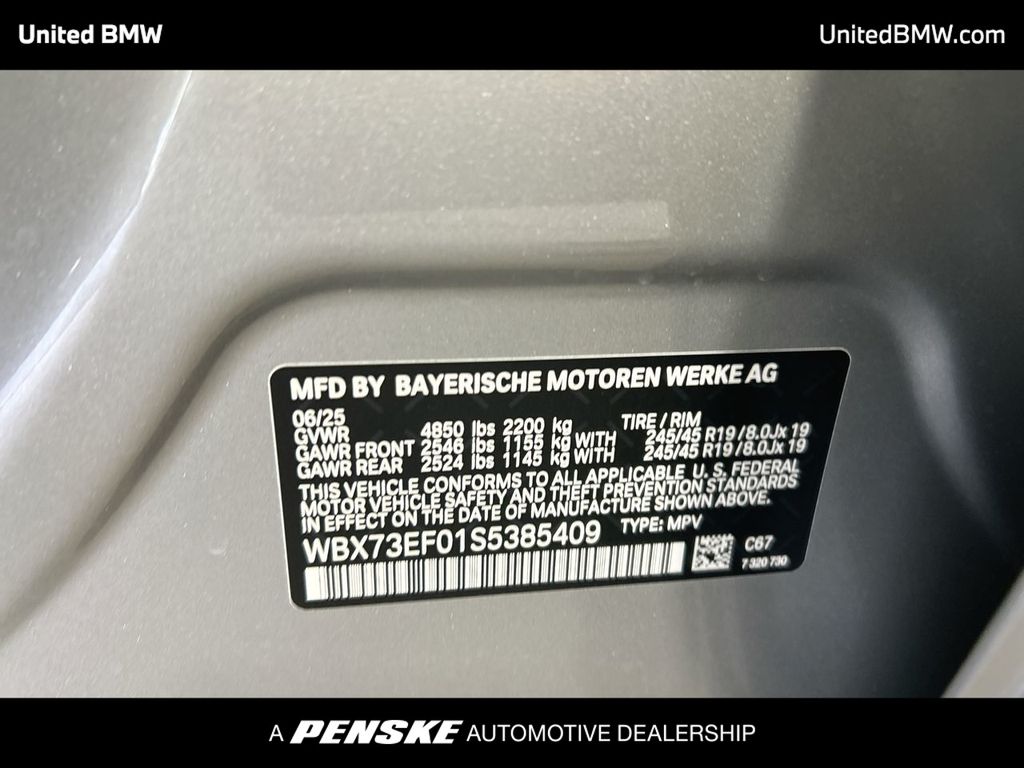 United BMW
UnitedBMW.com
MFD BY BAYERISCHE MOTOREN WERKE AG
06/25
TIRE / RIM
GVWR 4850 lbs 2200 kg
GAWR FRONT 2546 lbs 1155 kg WITH 245/45 R19 / 8.0Jx 19
GAWR REAR 2524 lbs 1145 kg WITH 245/45 R19 / 8.0Jx 19
THIS VEHICLE CONFORMS TO ALL APPLICABLE U. S. FEDERAL
MOTOR VEHICLE SAFETY AND THEFT PREVENTION STANDARDS
IN EFFECT ON THE DATE OF MANUFACTURE SHOWN ABOVE.
WBX73EF01S5385409 TYPE: MPV
C67
7 320 730
A PENSKE AUTOMOTIVE DEALERSHIP